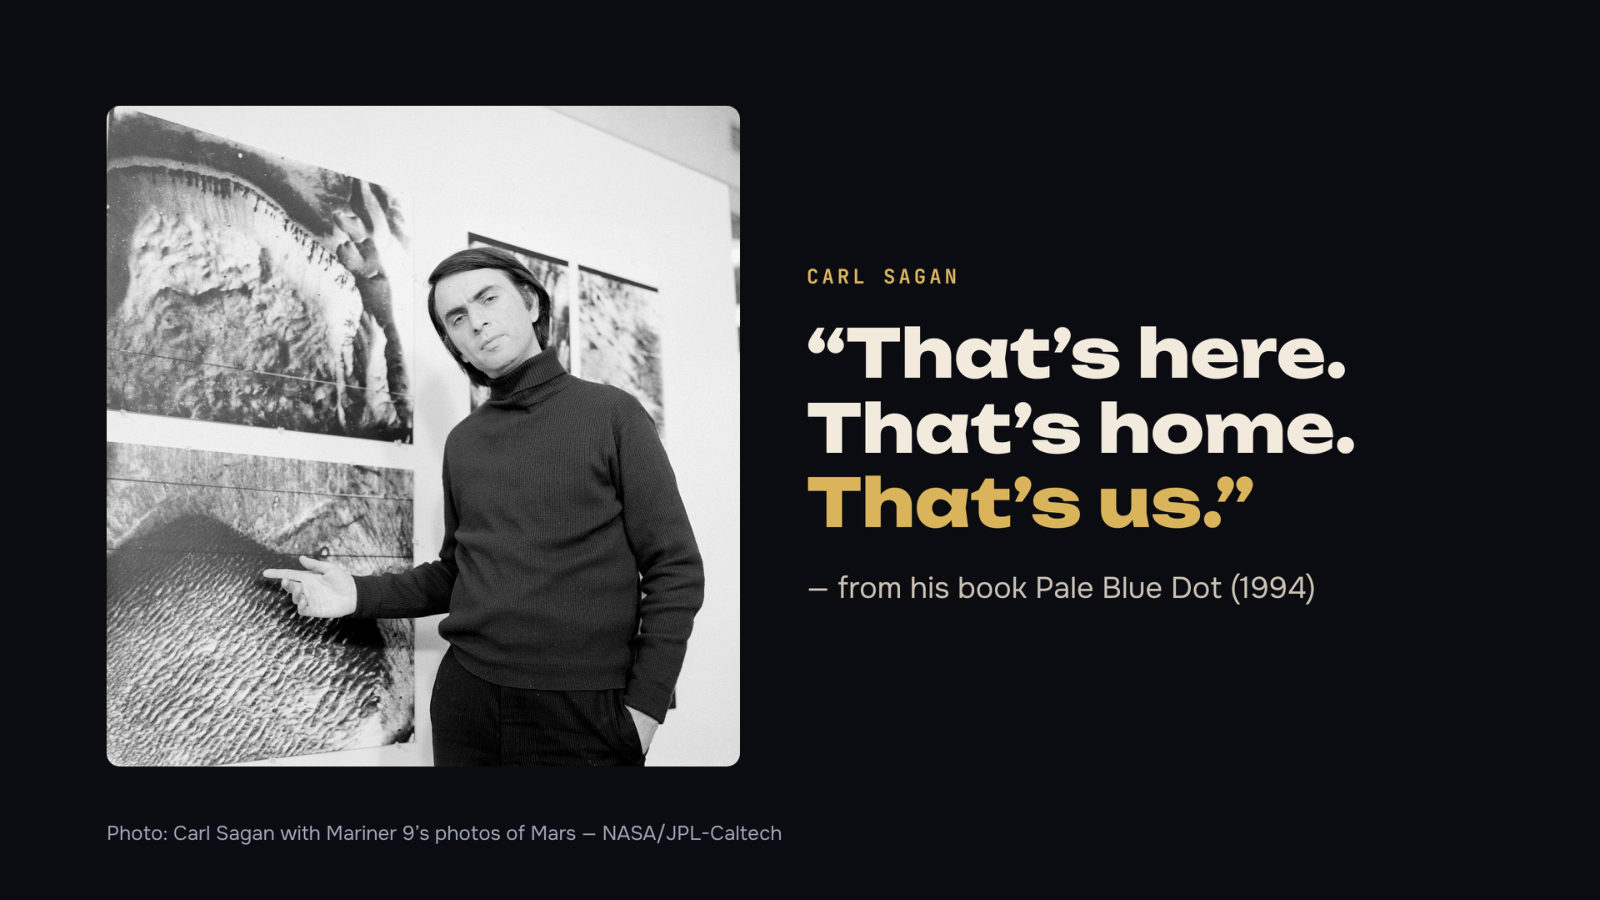 CARL SAGAN
“That’s here.
That’s home.
That’s us.”
— from his book Pale Blue Dot (1994)
Photo: Carl Sagan with Mariner 9’s photos of Mars — NASA/JPL-Caltech